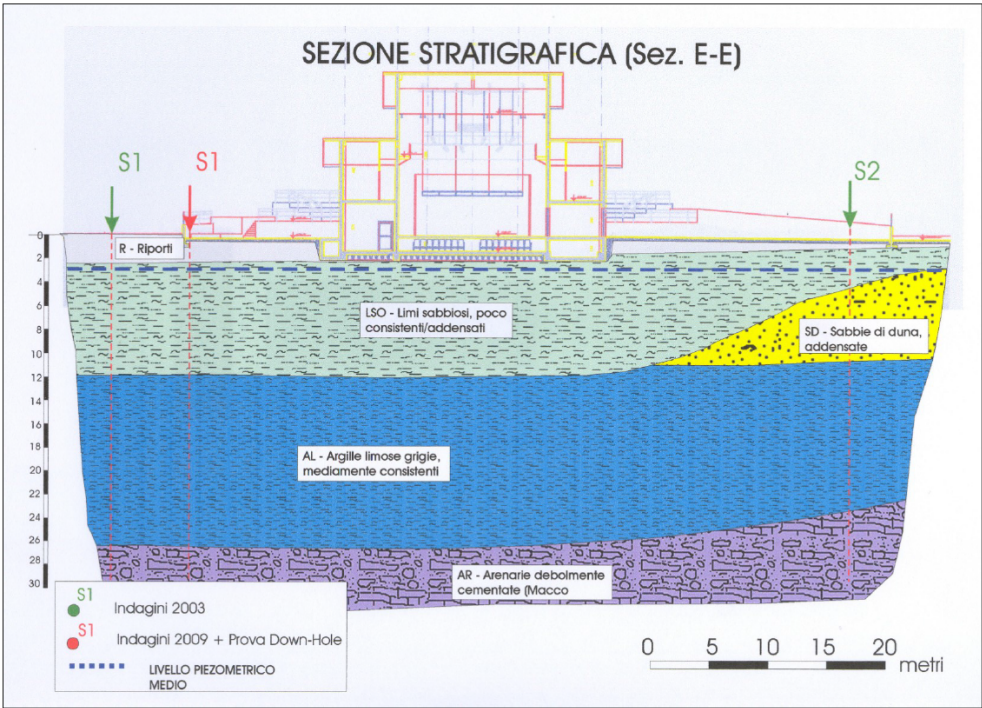 SEZIONE STRATIGRAFICA (Sez. E-E)
S1
S1
S2
R - Riporti
LSO - Limi sabbiosi, poco
consistenti/addensati
SD - Sabbie di duna,
addensate
AL - Argille limose grigie,
mediamente consistenti
AR - Arenarie debolmente
cementate (Macco
0
2
4
6
8
10
12
14
16
18
20
22
24
26
28
30
S1
Indagini 2003
S1
Indagini 2009 + Prova Down-Hole
LIVELLO PIEZOMETRICO
MEDIO
0 5 10 15 20 metri